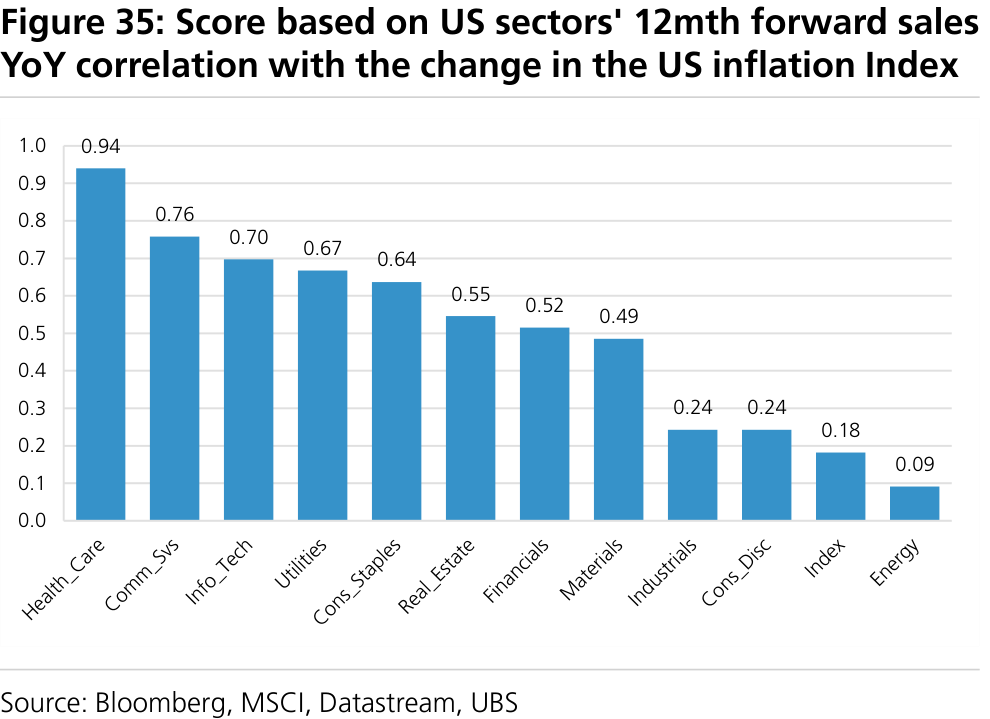 Figure 35: Score based on US sectors' 12mth forward sales
YoY correlation with the change in the US inflation Index
1.0
0.9
0.8
0.7
0.6
0.5
0.4
0.3
0.2
0.1
0.0
0.94
0.76
0.70
0.67
0.64
0.55
0.52
0.49
0.24
0.24
0.18
0.09
Health_Care
Comm_Svs
Info_Tech
Utilities
Cons_Staples
Real_Estate
Financials
Materials
Industrials
Cons_Disc
Index
Energy
Source: Bloomberg, MSCI, Datastream, UBS